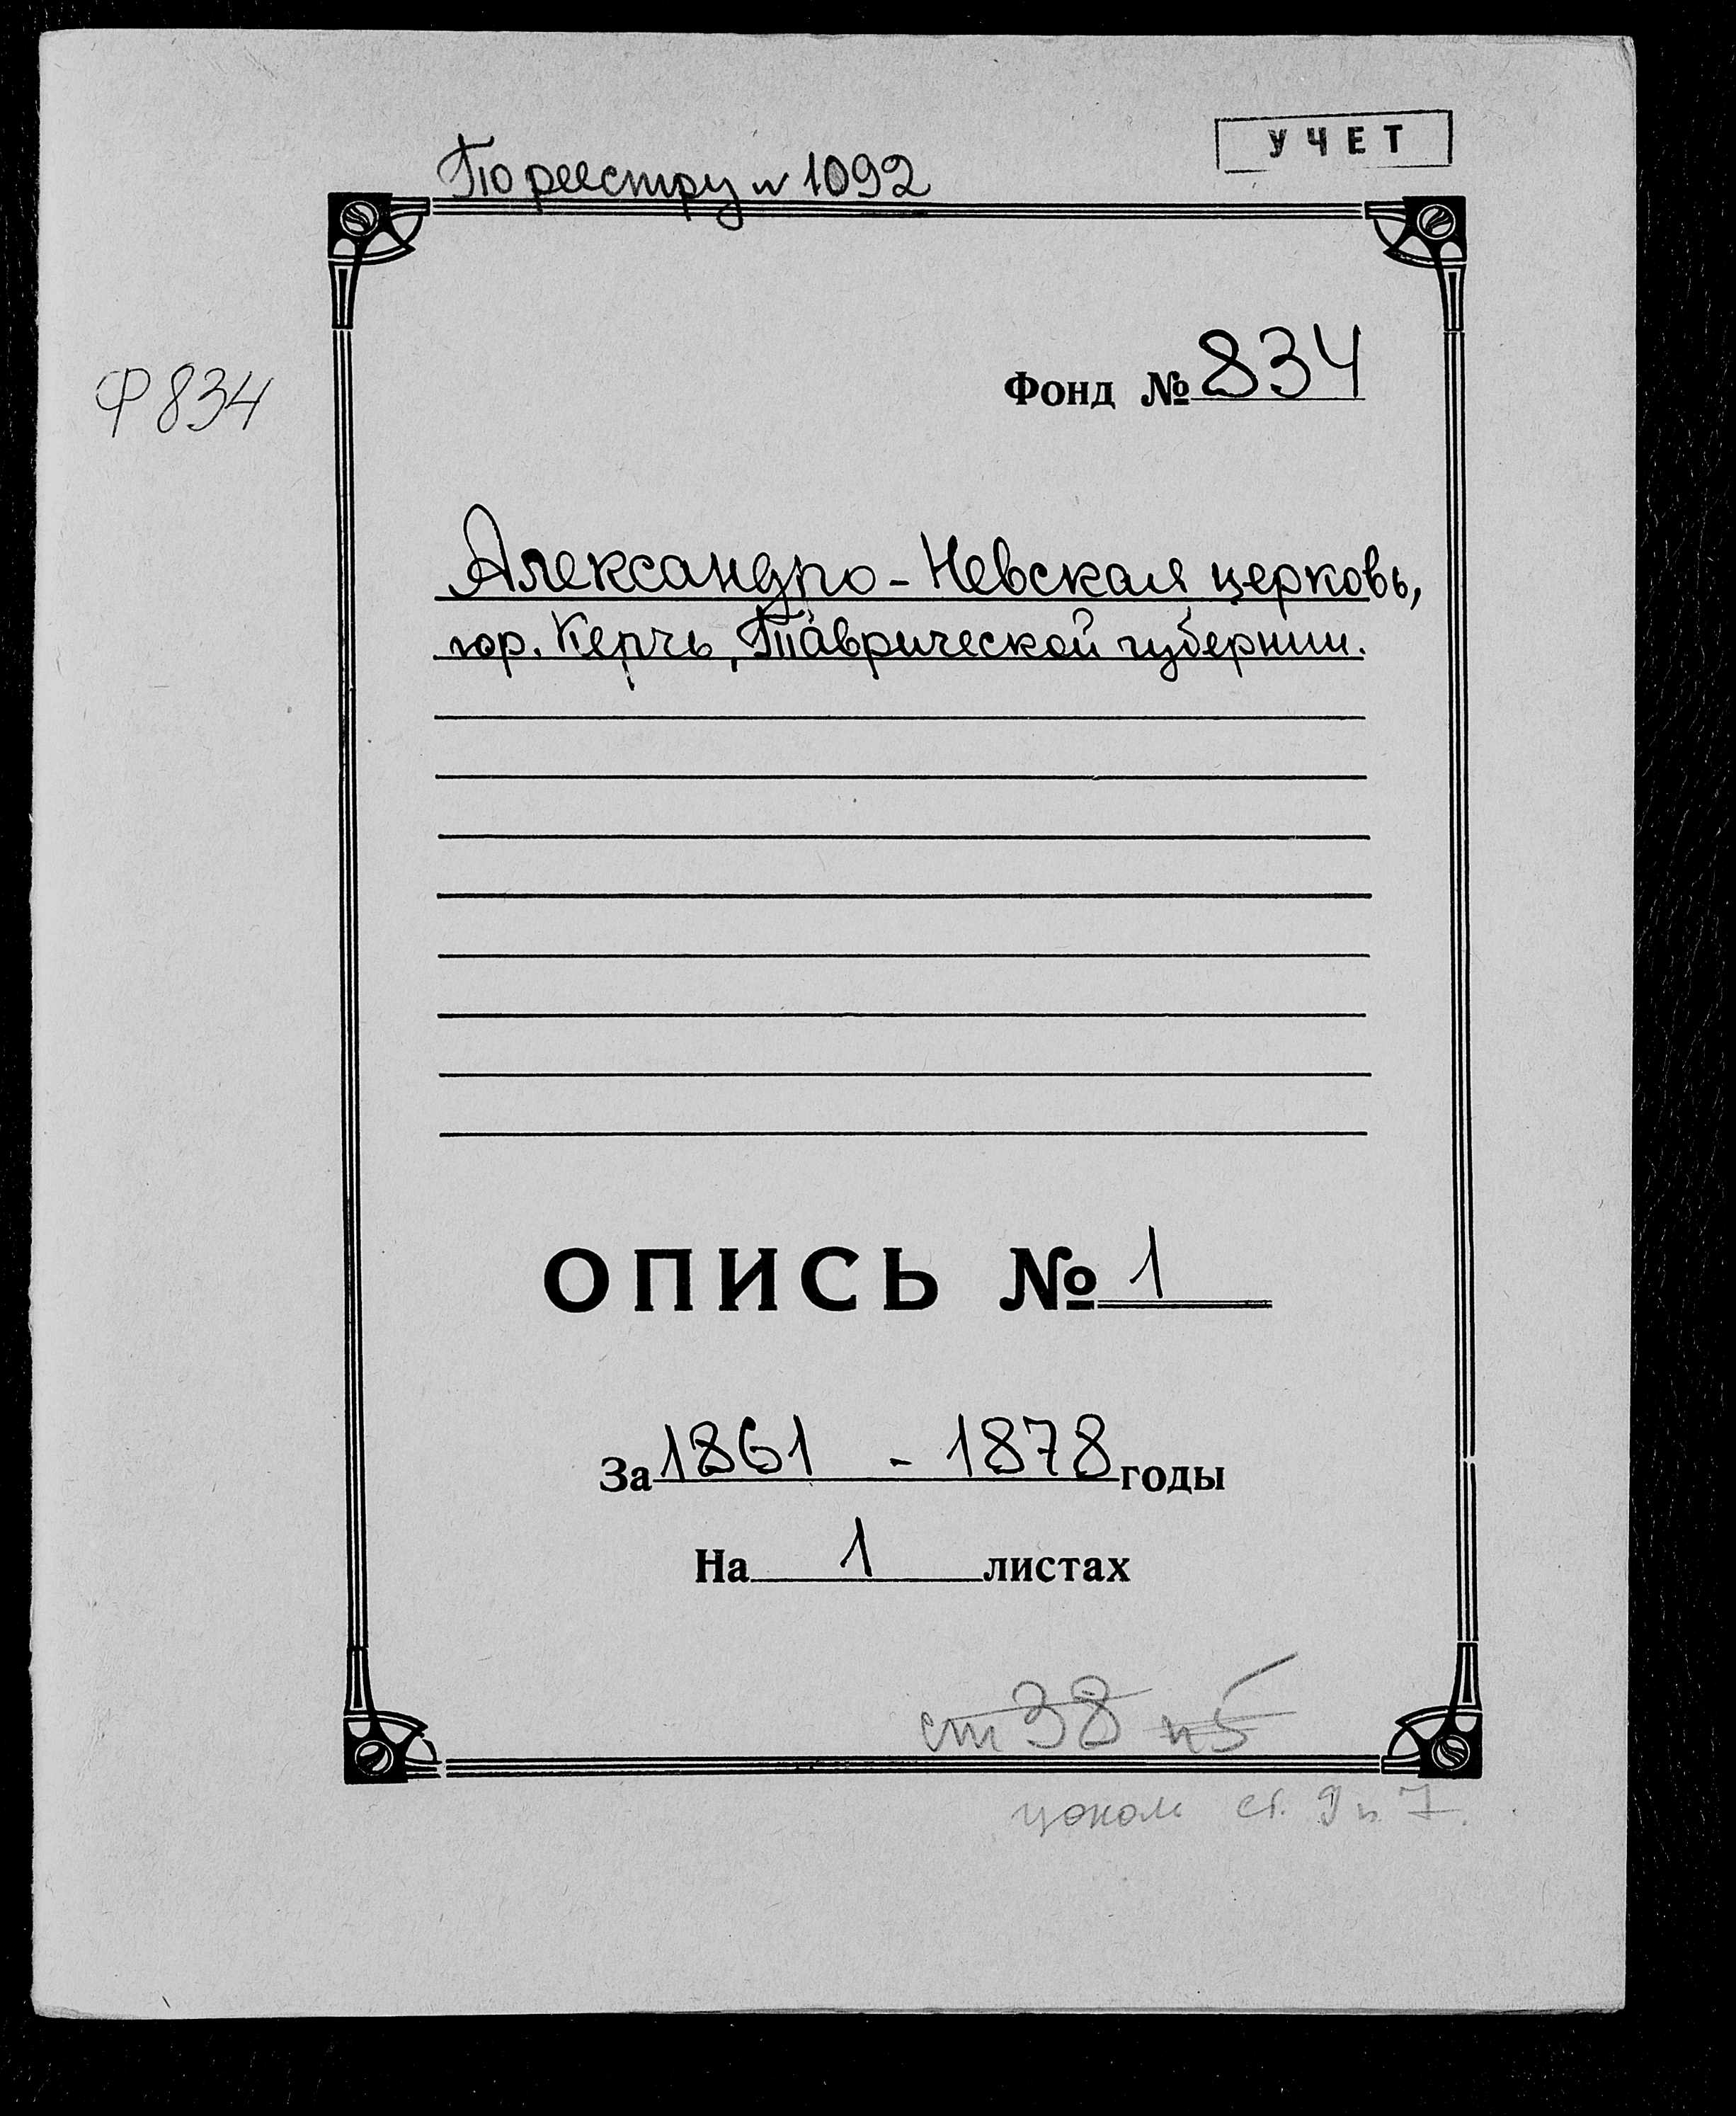 УЧЕТ
По реестру № 1092
Фонд № 834
Ф 834
Александро-Невская церковь,
гор. Керчь, Таврической губернии.
ОПИСЬ № 1
За 1861 - 1878 годы
На 1 листах
ст 38 п5
цоколь ст. 9 п. 7.